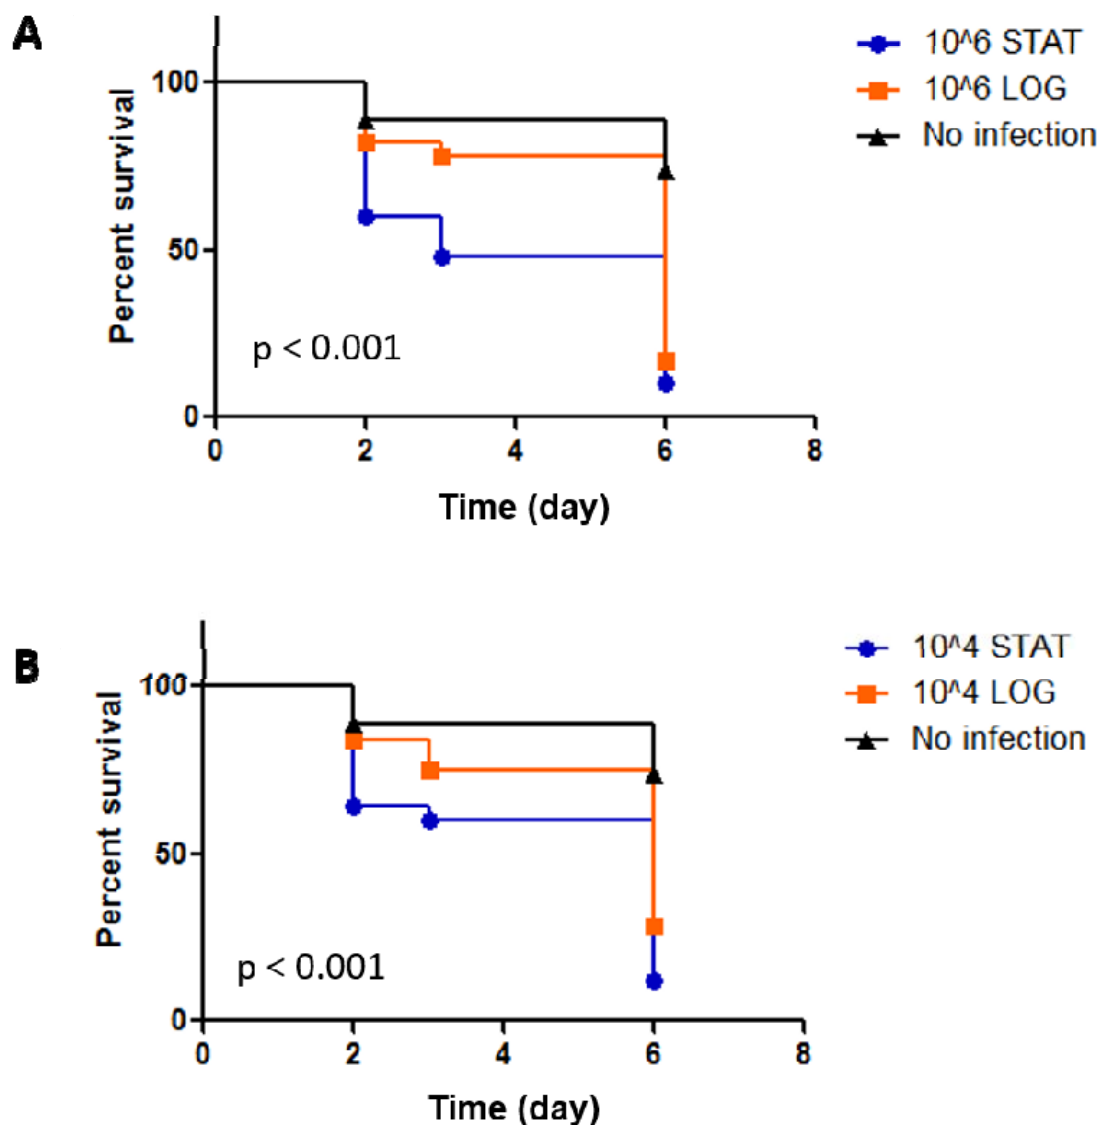 A
10^6 STAT
10^6 LOG
No infection
Percent survival
100
50
0
p < 0.001
0 2 4 6 8
Time (day)
B
10^4 STAT
10^4 LOG
No infection
Percent survival
100
50
0
p < 0.001
0 2 4 6 8
Time (day)